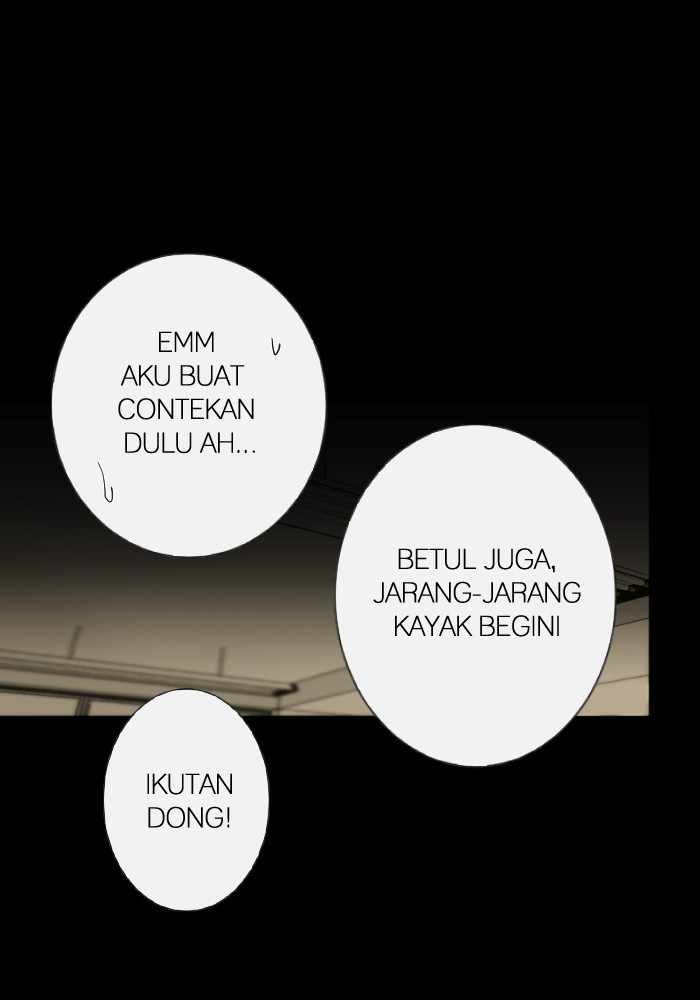 EMM
AKU BUAT
CONTEKAN
DULU AH...
BETUL JUGA,
JARANG-JARANG
KAYAK BEGINI
IKUTAN
DONG!